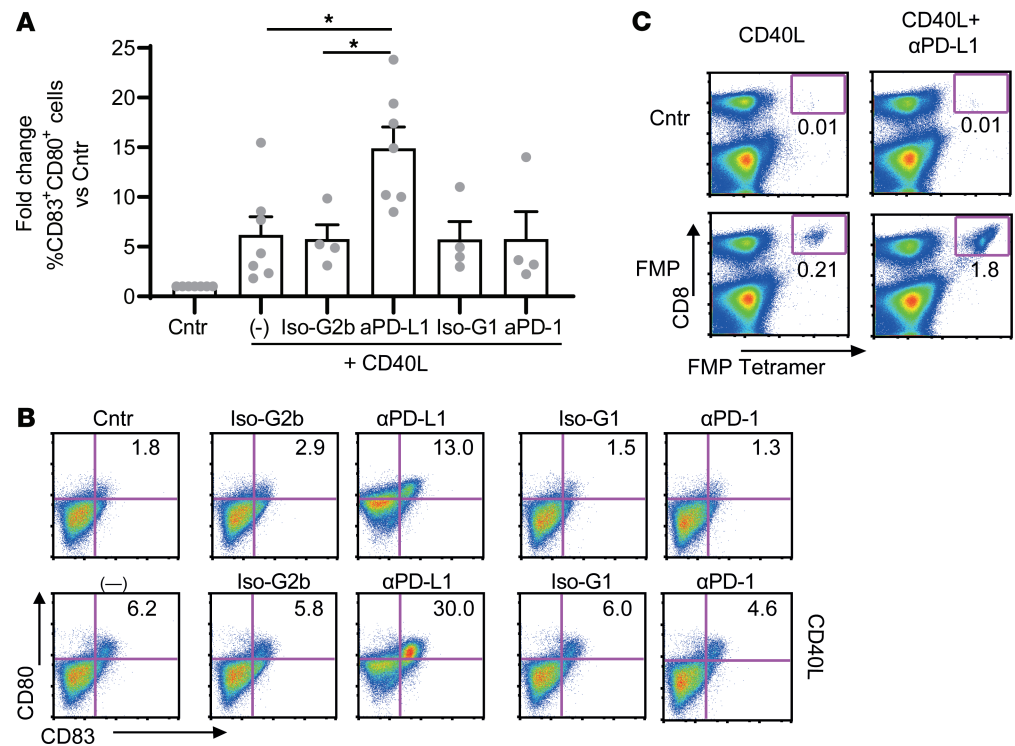 A
Fold change
%CD83⁺CD80⁺ cells
vs Cntr
25
20
15
10
5
0
*
*
Cntr
(-)
Iso-G2b
aPD-L1
Iso-G1
aPD-1
+ CD40L
C
CD40L
CD40L+
αPD-L1
Cntr
0.01
0.01
FMP
0.21
1.8
CD8
FMP Tetramer
B
Cntr
Iso-G2b
αPD-L1
Iso-G1
αPD-1
1.8
2.9
13.0
1.5
1.3
(—)
Iso-G2b
αPD-L1
Iso-G1
αPD-1
6.2
5.8
30.0
6.0
4.6
CD40L
CD80
CD83